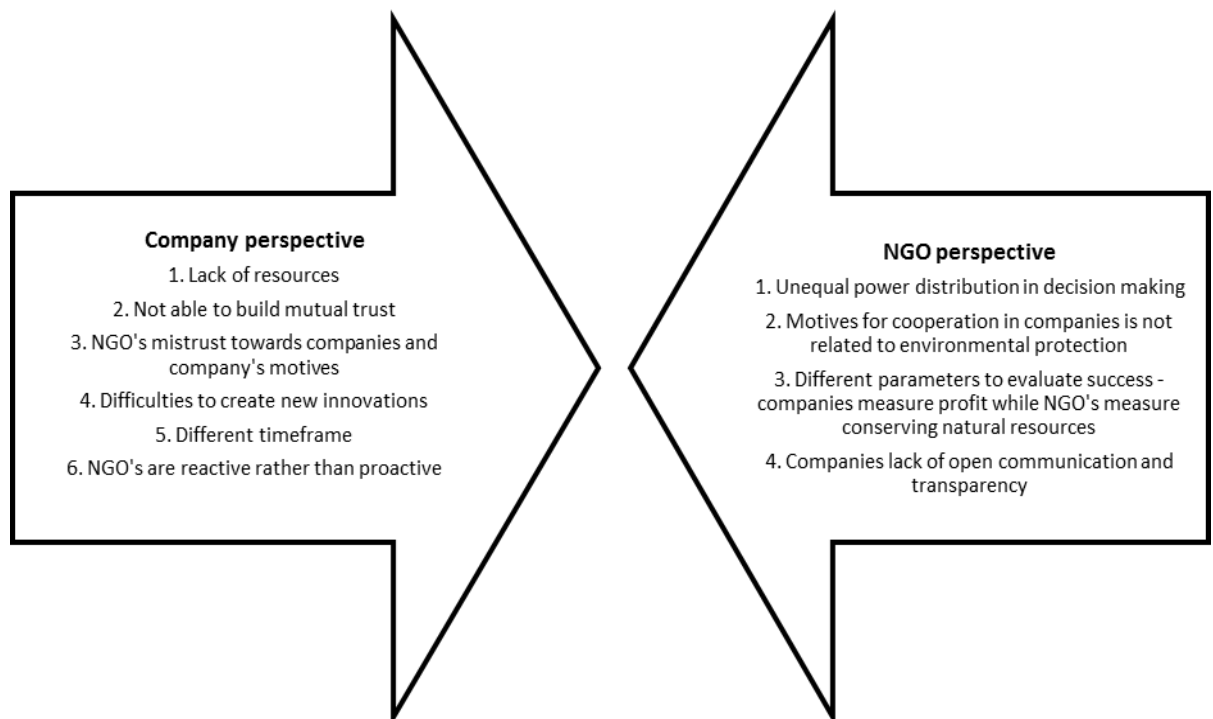 Company perspective
1. Lack of resources
2. Not able to build mutual trust
3. NGO's mistrust towards companies and
company's motives
4. Difficulties to create new innovations
5. Different timeframe
6. NGO's are reactive rather than proactive
NGO perspective
1. Unequal power distribution in decision making
2. Motives for cooperation in companies is not
related to environmental protection
3. Different parameters to evaluate success -
companies measure profit while NGO's measure
conserving natural resources
4. Companies lack of open communication and
transparency